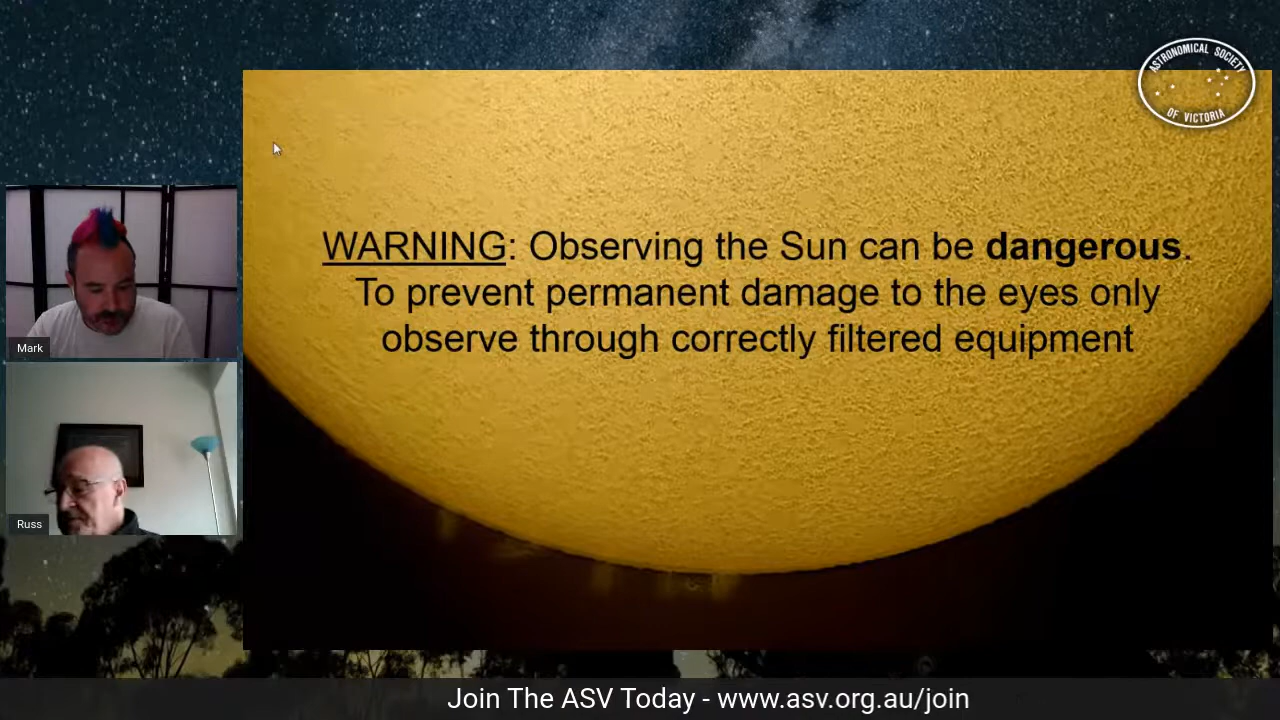 ASTRONOMICAL SOCIETY
OF VICTORIA
WARNING: Observing the Sun can be dangerous.
To prevent permanent damage to the eyes only
observe through correctly filtered equipment
Mark
Russ
Join The ASV Today - www.asv.org.au/join